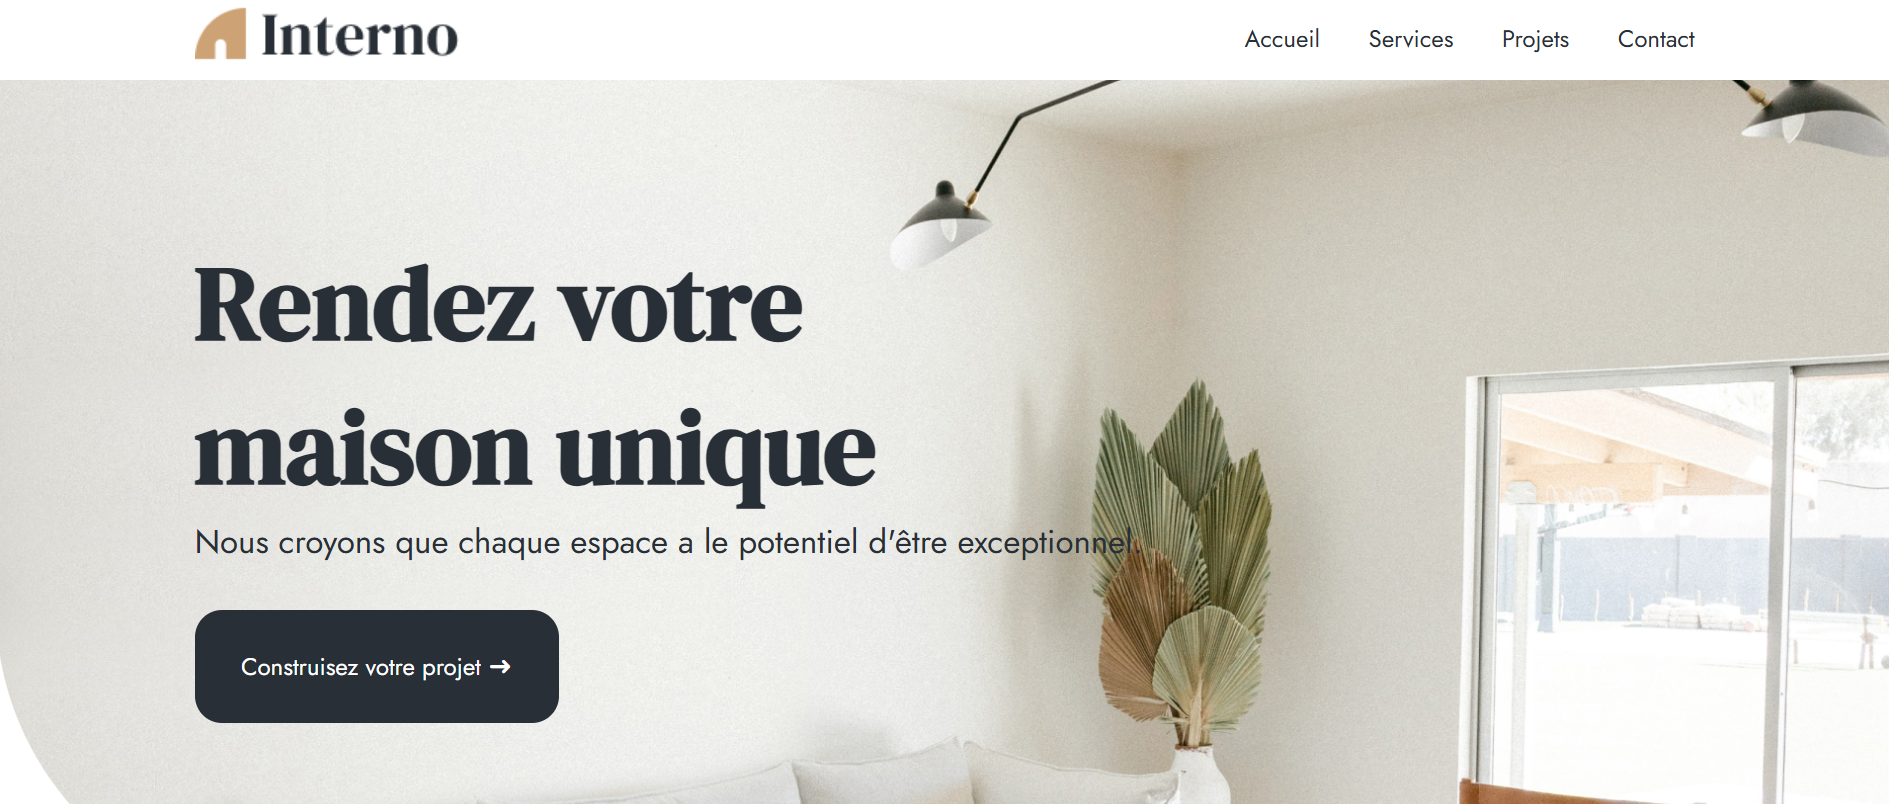 Interno
Accueil Services Projets Contact
Rendez votre
maison unique
Nous croyons que chaque espace a le potentiel d'être exceptionnel.
Construisez votre projet →